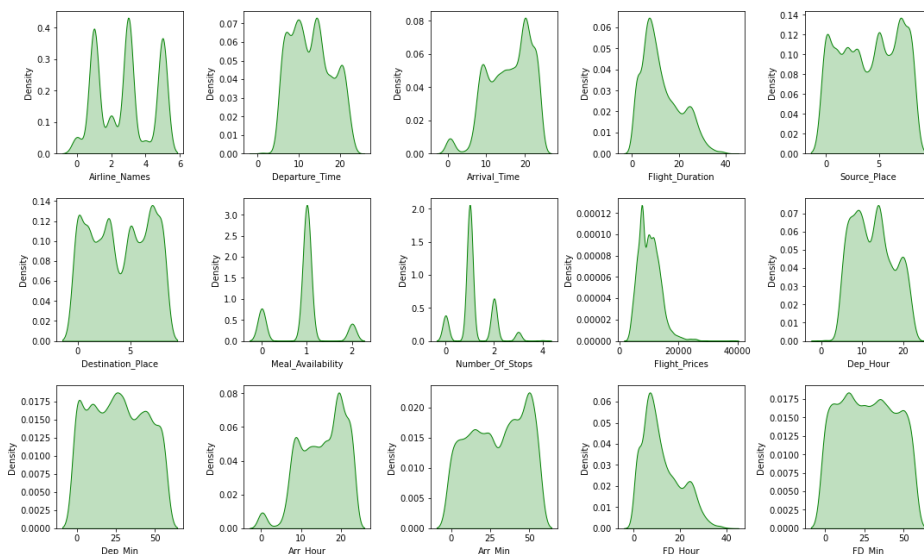 Density
0.4
0.3
0.2
0.1
0.0
0 2 4 6
Airline_Names
Density
0.07
0.06
0.05
0.04
0.03
0.02
0.01
0.00
0 10 20
Departure_Time
Density
0.08
0.06
0.04
0.02
0.00
0 10 20
Arrival_Time
Density
0.06
0.05
0.04
0.03
0.02
0.01
0.00
0 20 40
Flight_Duration
Density
0.14
0.12
0.10
0.08
0.06
0.04
0.02
0.00
0 5
Source_Place
Density
0.14
0.12
0.10
0.08
0.06
0.04
0.02
0.00
0 5
Destination_Place
Density
3.0
2.5
2.0
1.5
1.0
0.5
0.0
0 1 2
Meal_Availability
Density
2.0
1.5
1.0
0.5
0.0
0 2 4
Number_Of_Stops
Density
0.00012
0.00010
0.00008
0.00006
0.00004
0.00002
0.00000
0 20000 40000
Flight_Prices
Density
0.07
0.06
0.05
0.04
0.03
0.02
0.01
0.00
0 10 20
Dep_Hour
Density
0.0175
0.0150
0.0125
0.0100
0.0075
0.0050
0.0025
0.0000
0 25 50
Dep_Min
Density
0.08
0.06
0.04
0.02
0.00
0 10 20
Arr_Hour
Density
0.020
0.015
0.010
0.005
0.000
0 25 50
Arr_Min
Density
0.06
0.05
0.04
0.03
0.02
0.01
0.00
0 20 40
FD_Hour
Density
0.0175
0.0150
0.0125
0.0100
0.0075
0.0050
0.0025
0.0000
0 25 50
FD_Min